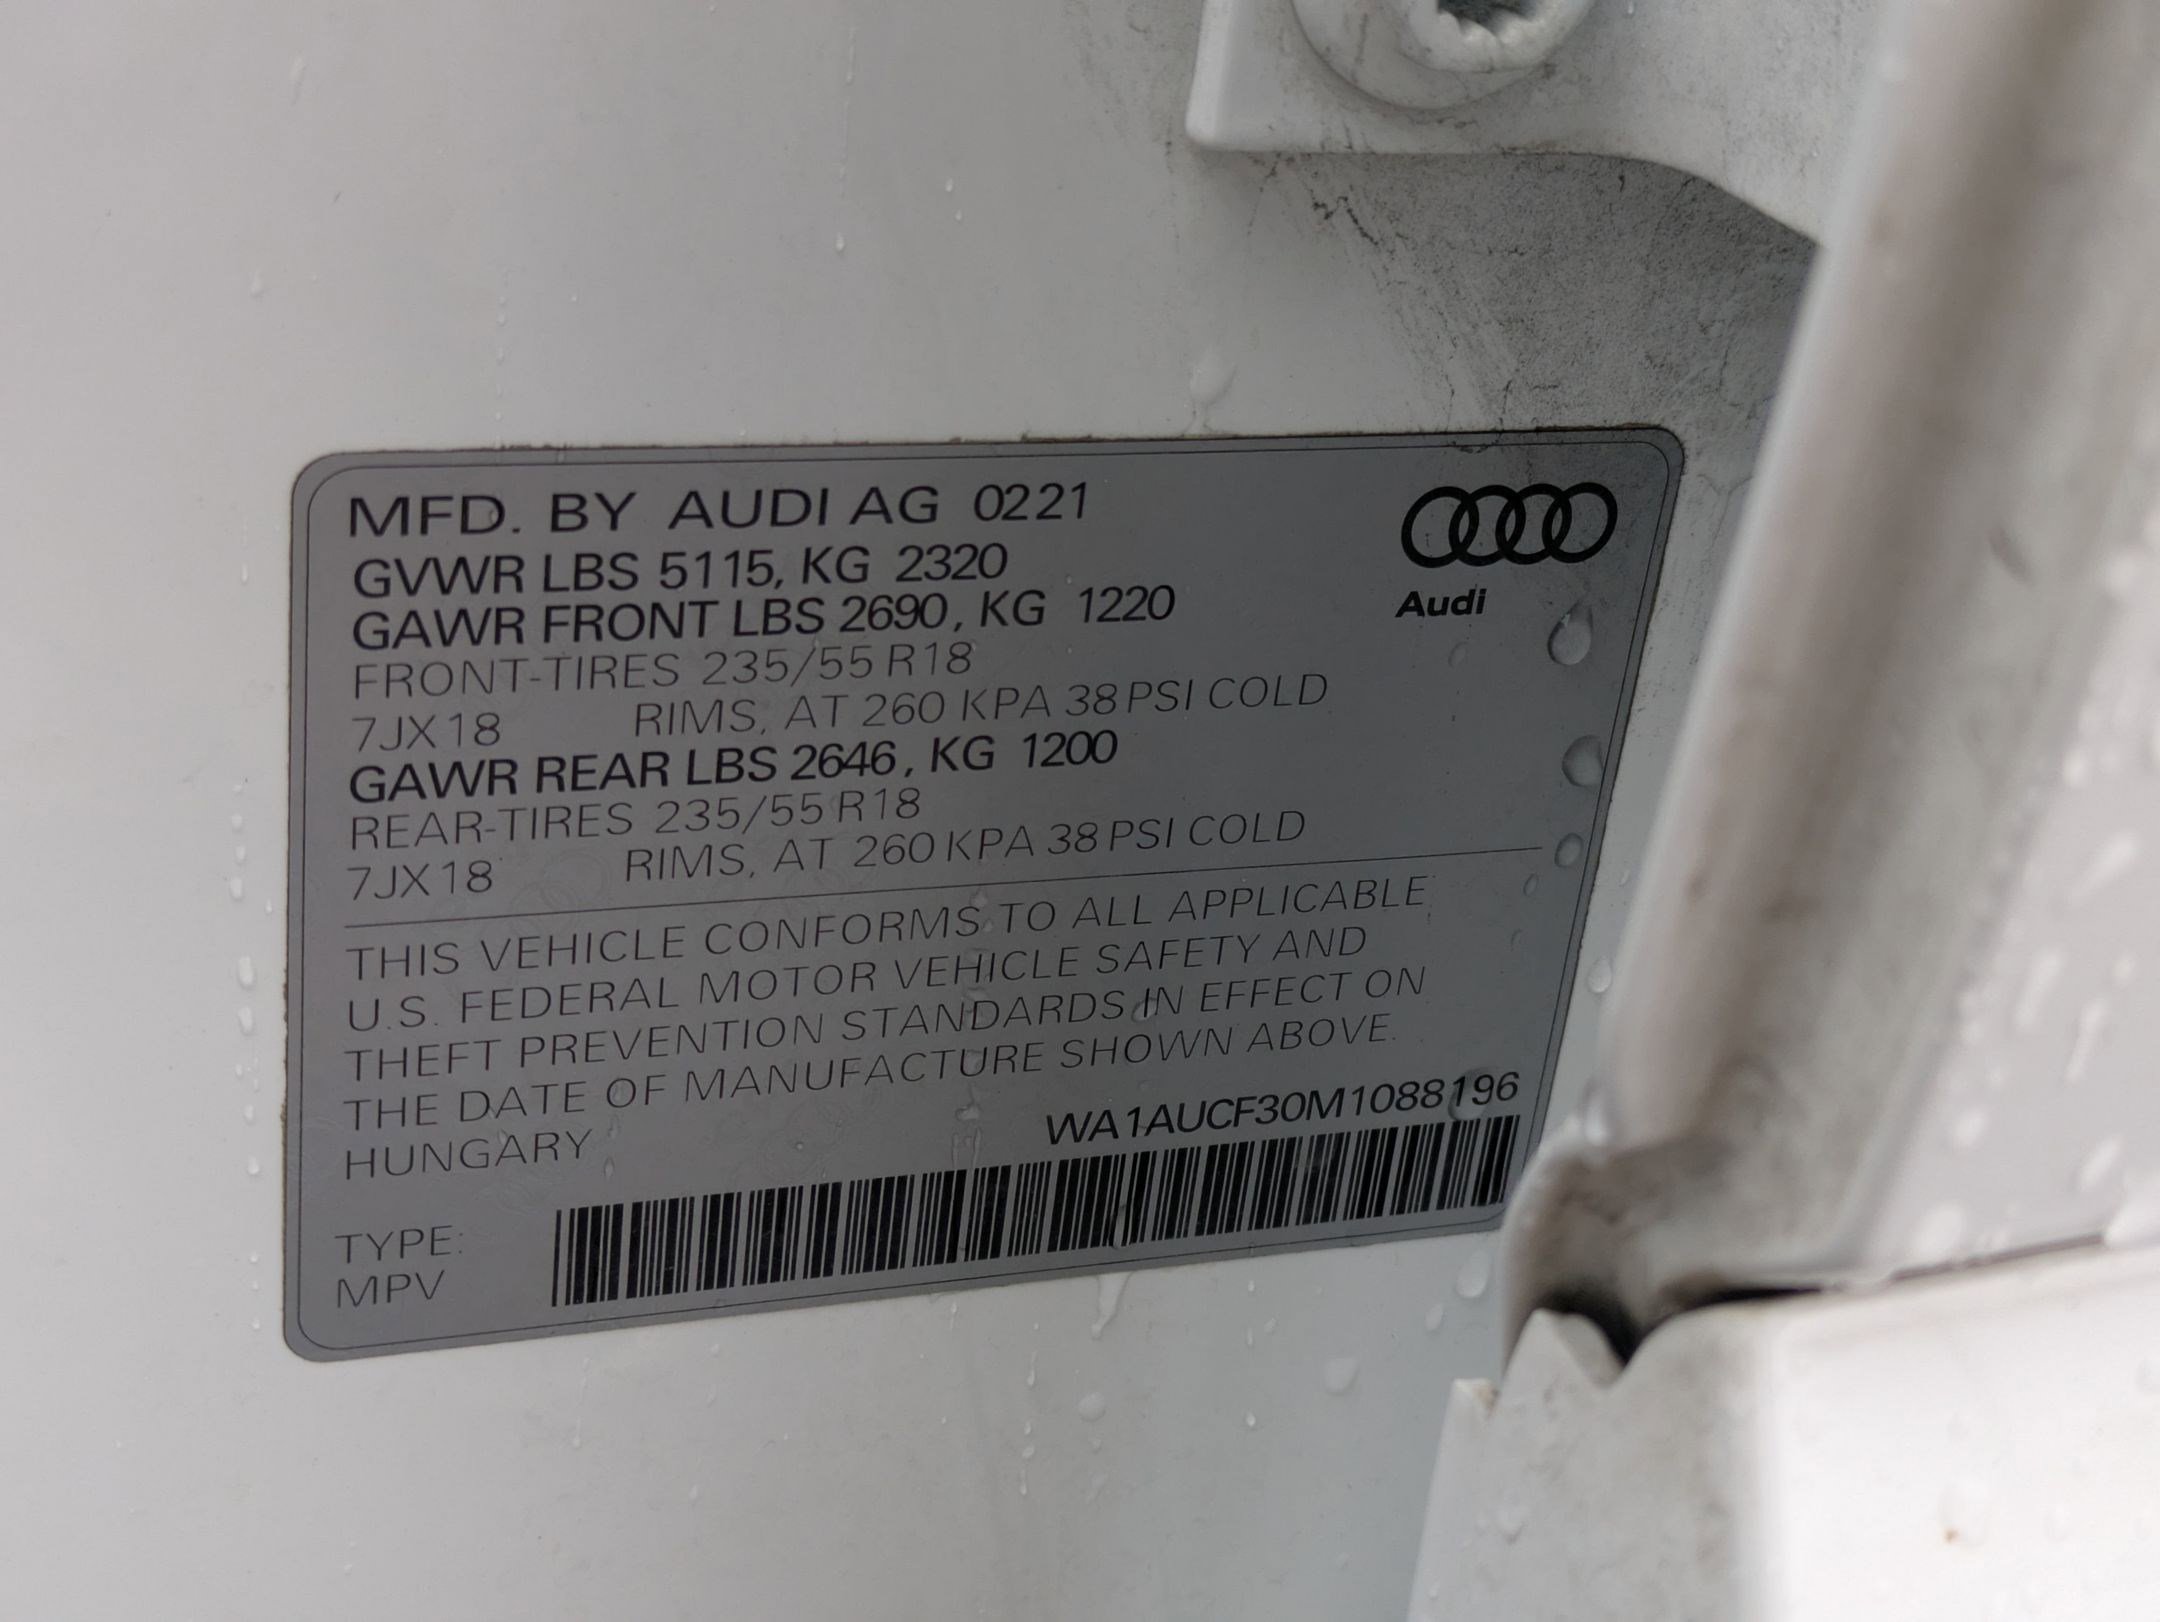 MFD. BY AUDI AG 0221
GVWR LBS 5115, KG 2320
GAWR FRONT LBS 2690, KG 1220
FRONT-TIRES 235/55 R18
7JX18 RIMS, AT 260 KPA 38 PSI COLD
GAWR REAR LBS 2646, KG 1200
REAR-TIRES 235/55 R18
7JX18 RIMS, AT 260 KPA 38 PSI COLD
Audi
THIS VEHICLE CONFORMS TO ALL APPLICABLE
U.S. FEDERAL MOTOR VEHICLE SAFETY AND
THEFT PREVENTION STANDARDS IN EFFECT ON
THE DATE OF MANUFACTURE SHOWN ABOVE.
HUNGARY
WA1AUCF30M1088196
TYPE:
MPV